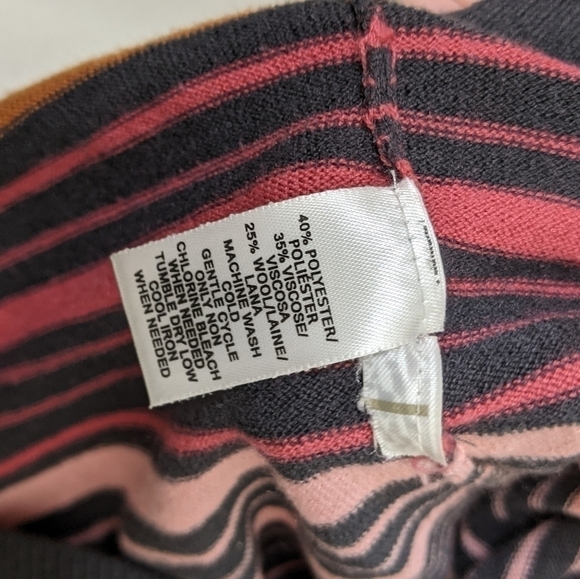 40% POLYESTER/
POLIESTER
35% VISCOSE/
VISCOSA
25% WOOL/LAINE/
LANA
MACHINE WASH
COLD
GENTLE CYCLE
ONLY NON
CHLORINE BLEACH
WHEN NEEDED
TUMBLE DRY LOW
COOL IRON
WHEN NEEDED